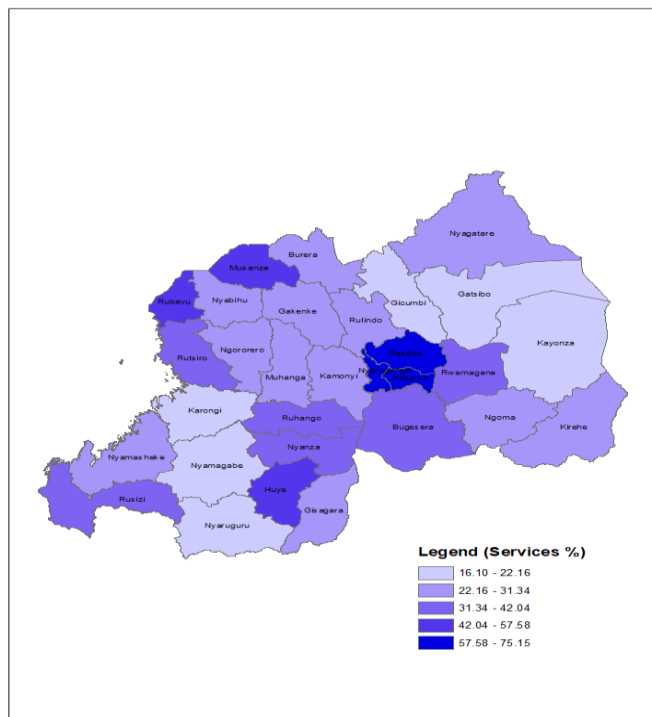 Nyagatare
Burera
Musanze
Gatsibo
Rubavu
Nyabihu
Gicumbi
Gakenke
Rulindo
Kayonza
Rutsiro
Ngororero
Rwamagana
Muhanga
Kamonyi
Karongi
Ruhango
Bugesera
Ngoma
Kirehe
Nyanza
Nyamasheke
Nyamagabe
Huye
Rusizi
Gisagara
Nyaruguru
Legend (Services %)
16.10 - 22.16
22.16 - 31.34
31.34 - 42.04
42.04 - 57.58
57.58 - 75.15